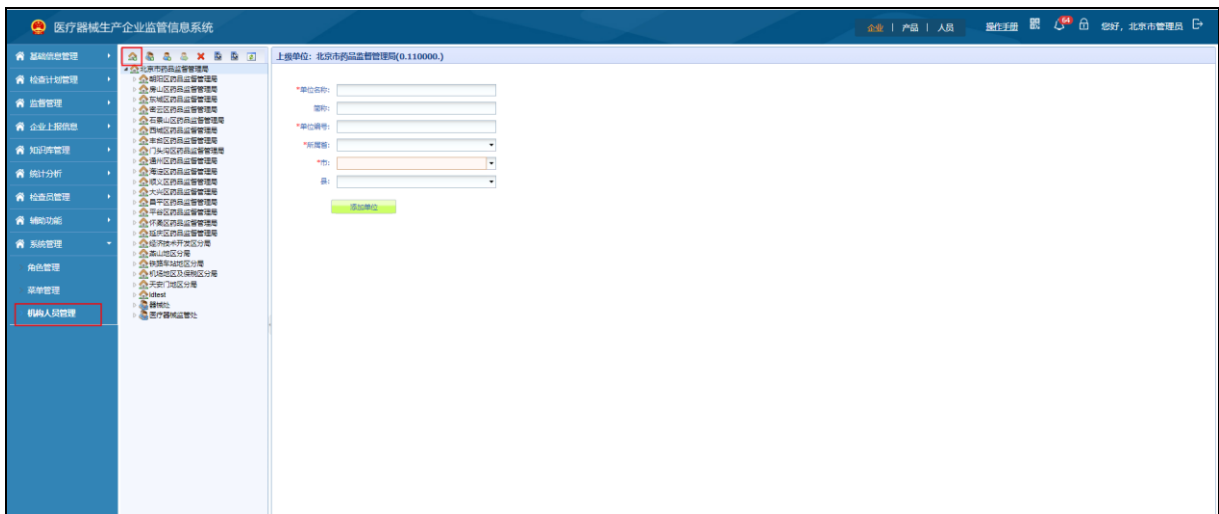 医疗器械生产企业监管信息系统
企业 | 产品 | 人员
操作手册
64
您好，北京市管理员
基础信息管理
检查计划管理
监督管理
企业上报信息
知识库管理
统计分析
检查员管理
辅助功能
系统管理
角色管理
菜单管理
机构人员管理
北京市药品监督管理局
朝阳区药品监督管理局
房山区药品监督管理局
东城区药品监督管理局
密云区药品监督管理局
石景山区药品监督管理局
西城区药品监督管理局
丰台区药品监督管理局
门头沟区药品监督管理局
通州区药品监督管理局
海淀区药品监督管理局
顺义区药品监督管理局
大兴区药品监督管理局
昌平区药品监督管理局
平谷区药品监督管理局
怀柔区药品监督管理局
延庆区药品监督管理局
经济技术开发区分局
燕山地区分局
铁路车站地区分局
机场地区及保税区分局
天安门地区分局
ldtest
器械处
医疗器械监管处
上级单位：北京市药品监督管理局(0.110000.)
*单位名称:
简称:
*单位编号:
*所属省:
*市:
县:
添加单位